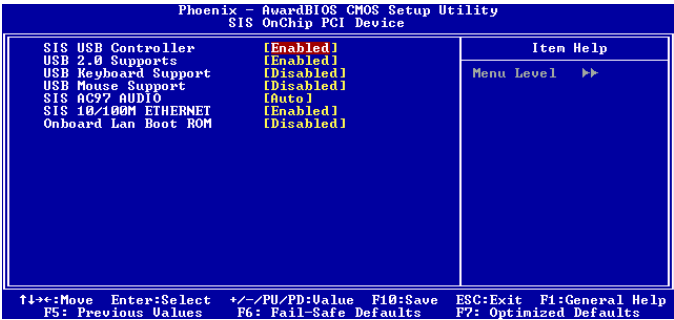 Phoenix - AwardBIOS CMOS Setup Utility
SIS OnChip PCI Device
SIS USB Controller [Enabled]
USB 2.0 Supports [Enabled]
USB Keyboard Support [Disabled]
USB Mouse Support [Disabled]
SIS AC97 AUDIO [Auto]
SIS 10/100M ETHERNET [Enabled]
Onboard Lan Boot ROM [Disabled]
Item Help
Menu Level ▶▶
↑↓→←:Move Enter:Select +/-/PU/PD:Value F10:Save ESC:Exit F1:General Help
F5: Previous Values F6: Fail-Safe Defaults F7: Optimized Defaults